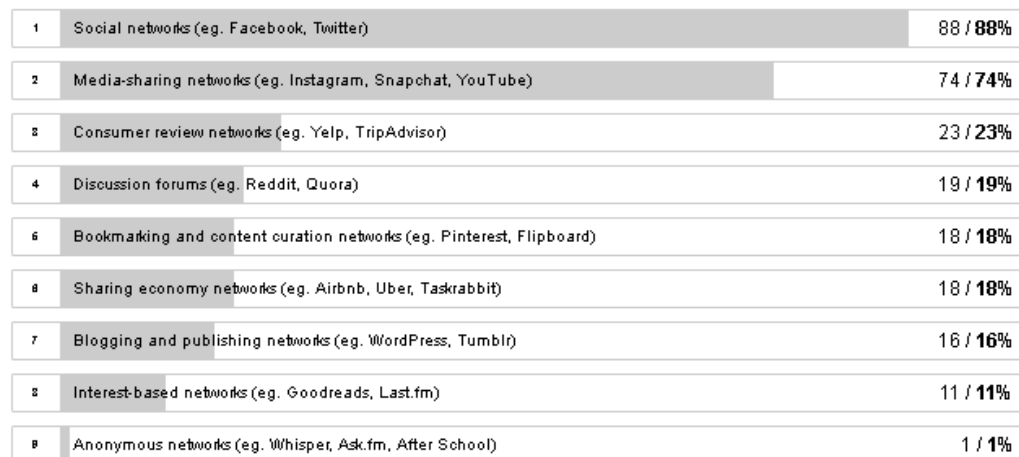 1 Social networks (eg. Facebook, Twitter) 88 / 88%
2 Media-sharing networks (eg. Instagram, Snapchat, YouTube) 74 / 74%
3 Consumer review networks (eg. Yelp, TripAdvisor) 23 / 23%
4 Discussion forums (eg. Reddit, Quora) 19 / 19%
5 Bookmarking and content curation networks (eg. Pinterest, Flipboard) 18 / 18%
6 Sharing economy networks (eg. Airbnb, Uber, Taskrabbit) 18 / 18%
7 Blogging and publishing networks (eg. WordPress, Tumblr) 16 / 16%
8 Interest-based networks (eg. Goodreads, Last.fm) 11 / 11%
9 Anonymous networks (eg. Whisper, Ask.fm, After School) 1 / 1%